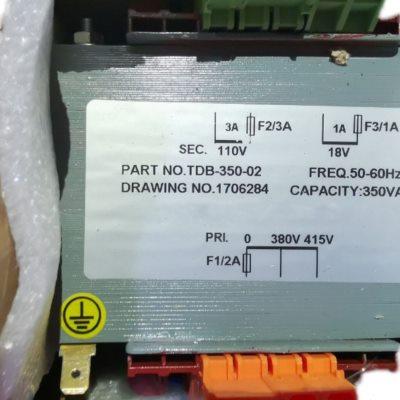 3A F2/3A 1A F3/1A
SEC. 110V 18V
PART NO.TDB-350-02 FREQ.50-60Hz
DRAWING NO.1706284 CAPACITY:350VA
PRI. 0 380V 415V
F1/2A